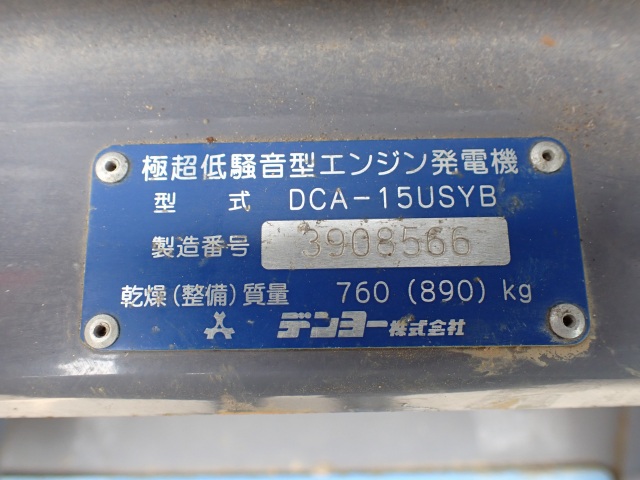 極超低騒音型エンジン発電機
型 式 DCA-15USYB
製造番号 3908566
乾燥(整備)質量 760 (890) kg
デンヨー株式会社